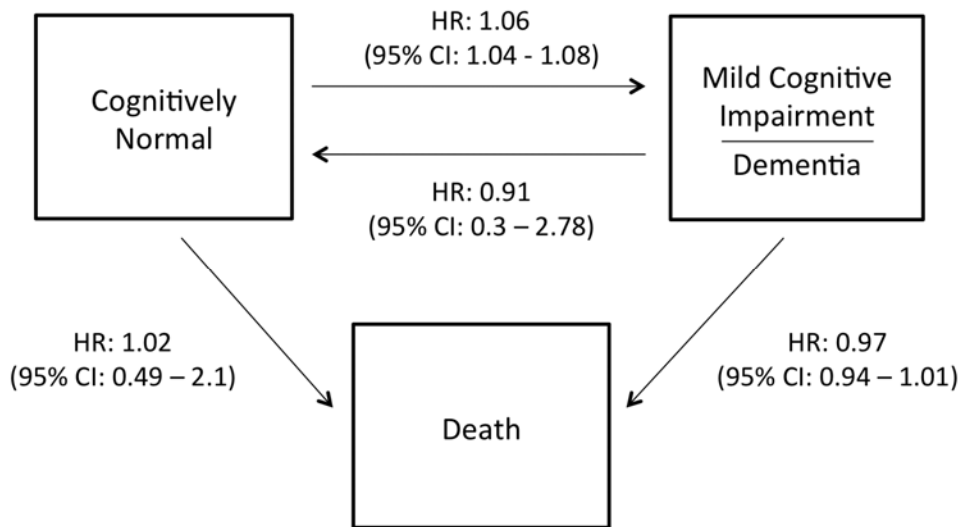 HR: 1.06
(95% CI: 1.04 - 1.08)
Cognitively
Normal
Mild Cognitive
Impairment
Dementia
HR: 0.91
(95% CI: 0.3 – 2.78)
HR: 1.02
(95% CI: 0.49 – 2.1)
HR: 0.97
(95% CI: 0.94 – 1.01)
Death